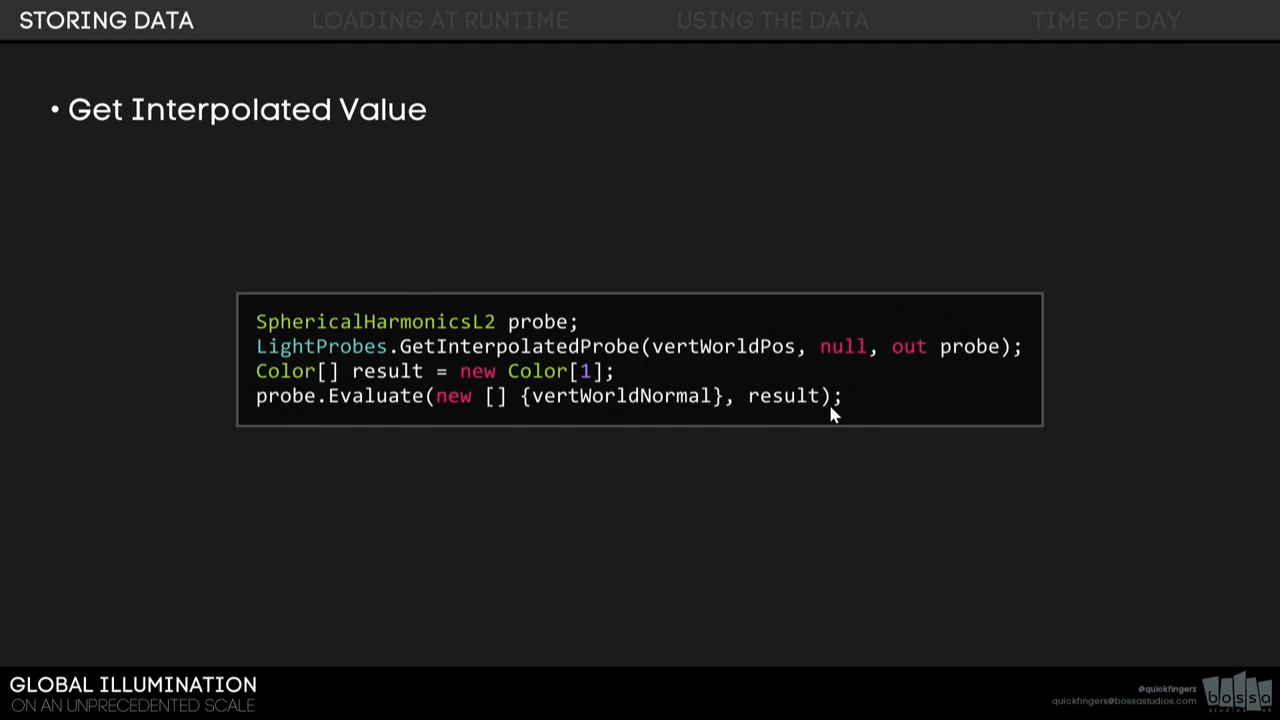 STORING DATA
LOADING AT RUNTIME
USING THE DATA
TIME OF DAY
• Get Interpolated Value
SphericalHarmonicsL2 probe;
LightProbes.GetInterpolatedProbe(vertWorldPos, null, out probe);
Color[] result = new Color[1];
probe.Evaluate(new [] {vertWorldNormal}, result);
GLOBAL ILLUMINATION
ON AN UNPRECEDENTED SCALE
@quickfingerz
quickfingers@bossastudios.com
bossa
studios uk